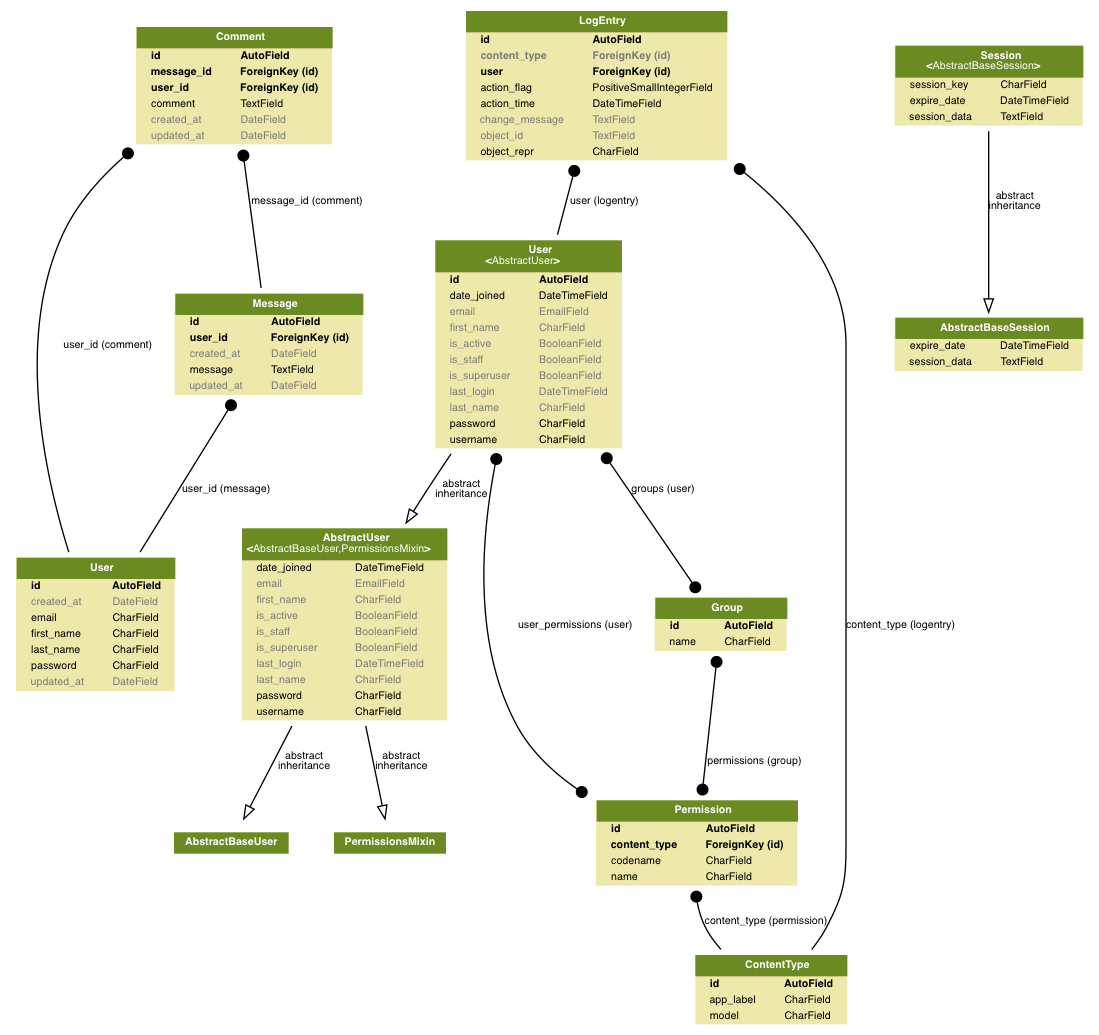 Comment
id AutoField
message_id ForeignKey (id)
user_id ForeignKey (id)
comment TextField
created_at DateField
updated_at DateField
LogEntry
id AutoField
content_type ForeignKey (id)
user ForeignKey (id)
action_flag PositiveSmallIntegerField
action_time DateTimeField
change_message TextField
object_id TextField
object_repr CharField
Session
<AbstractBaseSession>
session_key CharField
expire_date DateTimeField
session_data TextField
message_id (comment)
user (logentry)
abstract
inheritance
User
<AbstractUser>
id AutoField
date_joined DateTimeField
email EmailField
first_name CharField
is_active BooleanField
is_staff BooleanField
is_superuser BooleanField
last_login DateTimeField
last_name CharField
password CharField
username CharField
Message
id AutoField
user_id ForeignKey (id)
created_at DateField
message TextField
updated_at DateField
AbstractBaseSession
expire_date DateTimeField
session_data TextField
user_id (comment)
user_id (message)
abstract
inheritance
groups (user)
AbstractUser
<AbstractBaseUser,PermissionsMixin>
date_joined DateTimeField
email EmailField
first_name CharField
is_active BooleanField
is_staff BooleanField
is_superuser BooleanField
last_login DateTimeField
last_name CharField
password CharField
username CharField
User
id AutoField
created_at DateField
email CharField
first_name CharField
last_name CharField
password CharField
updated_at DateField
user_permissions (user)
Group
id AutoField
name CharField
content_type (logentry)
abstract
inheritance
abstract
inheritance
permissions (group)
AbstractBaseUser
PermissionsMixin
Permission
id AutoField
content_type ForeignKey (id)
codename CharField
name CharField
content_type (permission)
ContentType
id AutoField
app_label CharField
model CharField